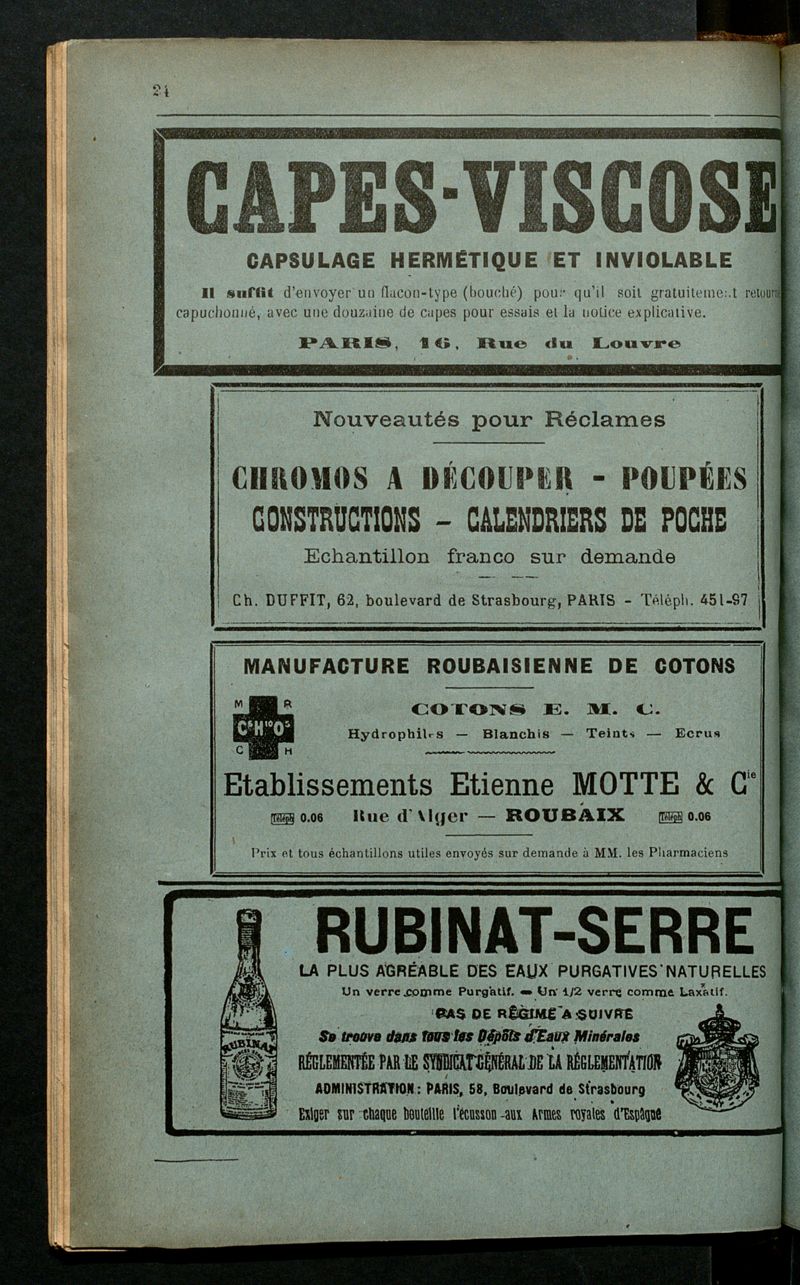 24
CAPES-VISCOSE
CAPSULAGE HERMÉTIQUE ET INVIOLABLE
Il suffit d'envoyer un flacon-type (bouché) pour qu'il soit gratuitement
capuchonné, avec une douzaine de capes pour essais et la notice explicative.
PARIS, 16, Rue du Louvre
Nouveautés pour Réclames
CHROMOS A DÉCOUPER - POUPÉES
CONSTRUCTIONS - CALENDRIERS DE POCHE
Echantillon franco sur demande
Ch. DUFFIT, 62, boulevard de Strasbourg, PARIS - Téléph. 451-97
MANUFACTURE ROUBAISIENNE DE COTONS
M R
C⁶H¹⁰O⁵
C H
COTONS E. M. C.
Hydrophiles — Blanchis — Teints — Ecrus
Etablissements Etienne MOTTE & Cie
Téléph 0.06 Rue d'Alger — ROUBAIX Téléph 0.06
Prix et tous échantillons utiles envoyés sur demande à MM. les Pharmaciens
RUBINAT-SERRE
LA PLUS AGRÉABLE DES EAUX PURGATIVES NATURELLES
Un verre comme Purgatif. — Un 1/2 verre comme Laxatif.
PAS DE RÉGIME A SUIVRE
Se trouve dans tous les Dépôts d'Eaux Minérales
RÉGLEMENTÉE PAR LE SYNDICAT GÉNÉRAL DE LA RÉGLEMENTATION
ADMINISTRATION : PARIS, 58, Boulevard de Strasbourg
Exiger sur chaque bouteille l'écusson aux Armes royales d'Espagne
RUBINAT